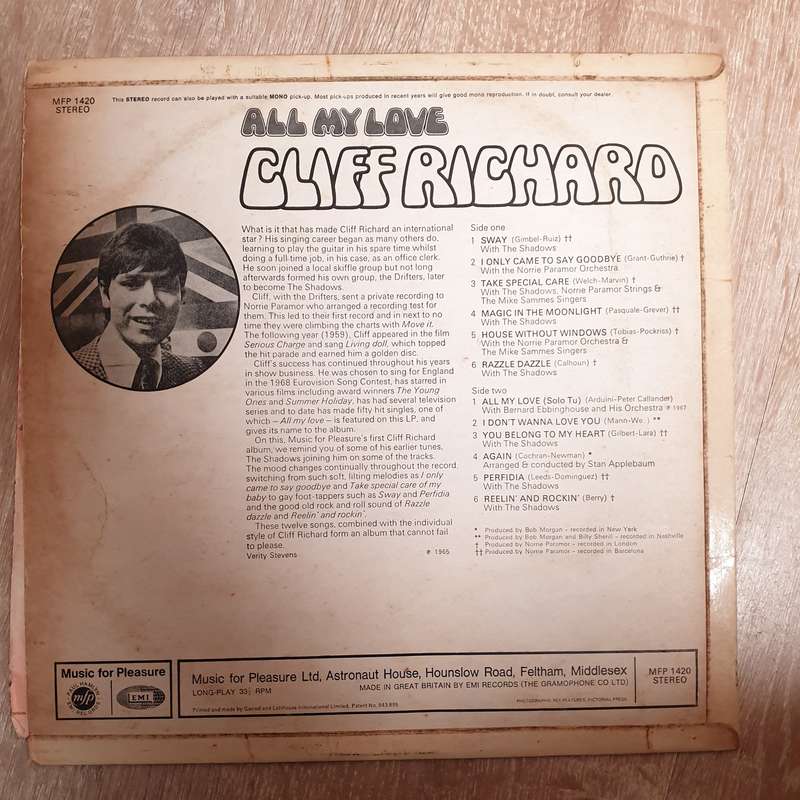 MFP 1420
STEREO
This STEREO record can also be played with a suitable MONO pick-up. Most pick-ups produced in recent years will give good mono reproduction. If in doubt, consult your dealer.
ALL MY LOVE
CLIFF RICHARD
What is it that has made Cliff Richard an international
star? His singing career began as many others do,
learning to play the guitar in his spare time whilst
doing a full-time job, in his case, as an office clerk.
He soon joined a local skiffle group but not long
afterwards formed his own group, the Drifters, later
to become The Shadows.
Cliff, with the Drifters, sent a private recording to
Norrie Paramor who arranged a recording test for
them. This led to their first record and in next to no
time they were climbing the charts with Move it.
The following year (1959), Cliff appeared in the film
Serious Charge and sang Living doll, which topped
the hit parade and earned him a golden disc.
Cliff's success has continued throughout his years
in show business. He was chosen to sing for England
in the 1968 Eurovision Song Contest, has starred in
various films including award winners The Young
Ones and Summer Holiday, has had several television
series and to date has made fifty hit singles, one of
which – All my love – is featured on this LP, and
gives its name to the album.
On this, Music for Pleasure's first Cliff Richard
album, we remind you of some of his earlier tunes,
The Shadows joining him on some of the tracks.
The mood changes continually throughout the record,
switching from such soft, lilting melodies as I only
came to say goodbye and Take special care of my
baby to gay foot-tappers such as Sway and Perfidia
and the good old rock and roll sound of Razzle
dazzle and Reelin' and rockin'.
These twelve songs, combined with the individual
style of Cliff Richard form an album that cannot fail
to please.
Verity Stevens
℗ 1965
Side one
1 SWAY (Gimbel-Ruiz) ††
With The Shadows
2 I ONLY CAME TO SAY GOODBYE (Grant-Guthrie) †
With the Norrie Paramor Orchestra
3 TAKE SPECIAL CARE (Welch-Marvin) †
With The Shadows, Norrie Paramor Strings &
The Mike Sammes Singers
4 MAGIC IN THE MOONLIGHT (Pasquale-Grever) ††
With The Shadows
5 HOUSE WITHOUT WINDOWS (Tobias-Pockriss) †
With the Norrie Paramor Orchestra &
The Mike Sammes Singers
6 RAZZLE DAZZLE (Calhoun) †
With The Shadows
Side two
1 ALL MY LOVE (Solo Tu) (Arduini-Peter Callander)
With Bernard Ebbinghouse and His Orchestra ℗ 1967
2 I DON'T WANNA LOVE YOU (Mann-We ) **
3 YOU BELONG TO MY HEART (Gilbert-Lara) ††
With The Shadows
4 AGAIN (Cochran-Newman) *
Arranged & conducted by Stan Applebaum
5 PERFIDIA (Leeds-Dominguez) ††
With The Shadows
6 REELIN' AND ROCKIN' (Berry) †
With The Shadows
* Produced by Bob Morgan - recorded in New York
** Produced by Bob Morgan and Billy Sherill - recorded in Nashville
† Produced by Norrie Paramor - recorded in London
†† Produced by Norrie Paramor - recorded in Barcelona
Music for Pleasure
PAUL HAMLYN
mfp
EMI
RECORDS
EMI
Music for Pleasure Ltd, Astronaut House, Hounslow Road, Feltham, Middlesex
LONG-PLAY 33⅓ RPM
MADE IN GREAT BRITAIN BY EMI RECORDS (THE GRAMOPHONE CO LTD)
PHOTOGRAPHS: REX FEATURES, PICTORIAL PRESS
MFP 1420
STEREO
Printed and made by Garrod and Lofthouse International Limited. Patent No. 943,895